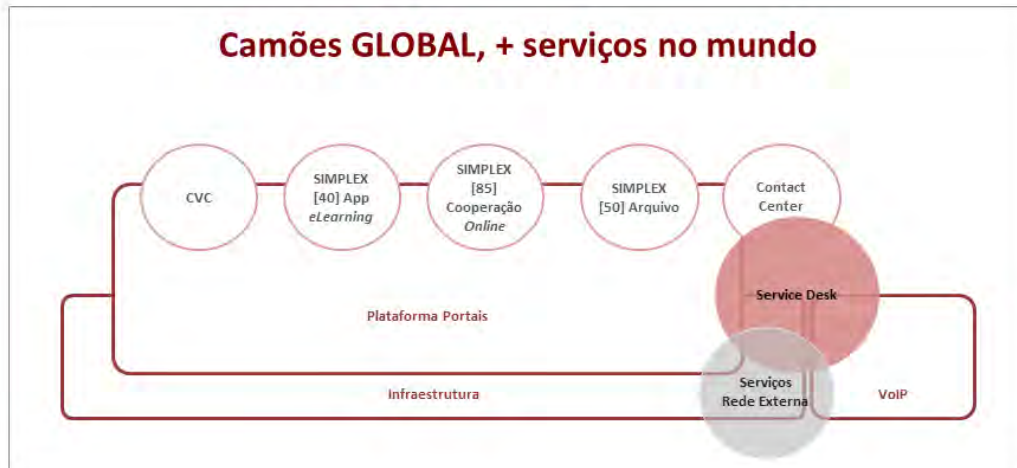 Camões GLOBAL, + serviços no mundo
CVC
SIMPLEX
[40] App
eLearning
SIMPLEX
[85]
Cooperação
Online
SIMPLEX
[50] Arquivo
Contact
Center
Service Desk
Plataforma Portais
Serviços
Rede Externa
Infraestrutura
VoIP